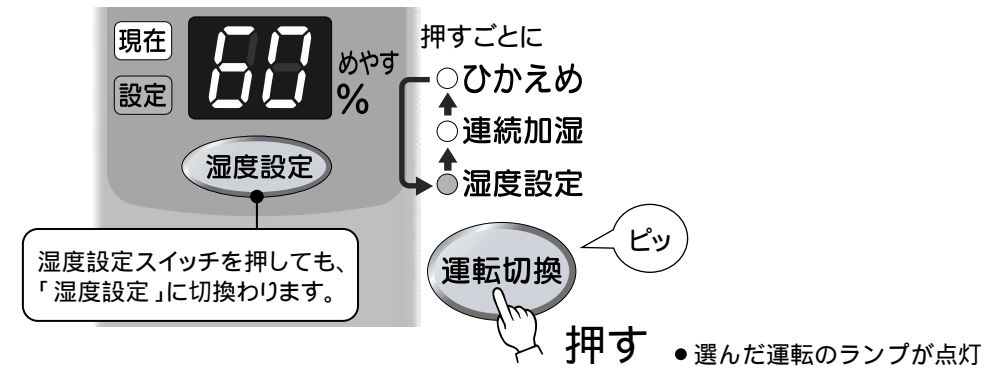 現在
60
めやす
%
設定
湿度設定
押すごとに
ひかえめ
連続加湿
湿度設定
湿度設定スイッチを押しても、
「湿度設定」に切換わります。
運転切換
ピッ
押す
●選んだ運転のランプが点灯